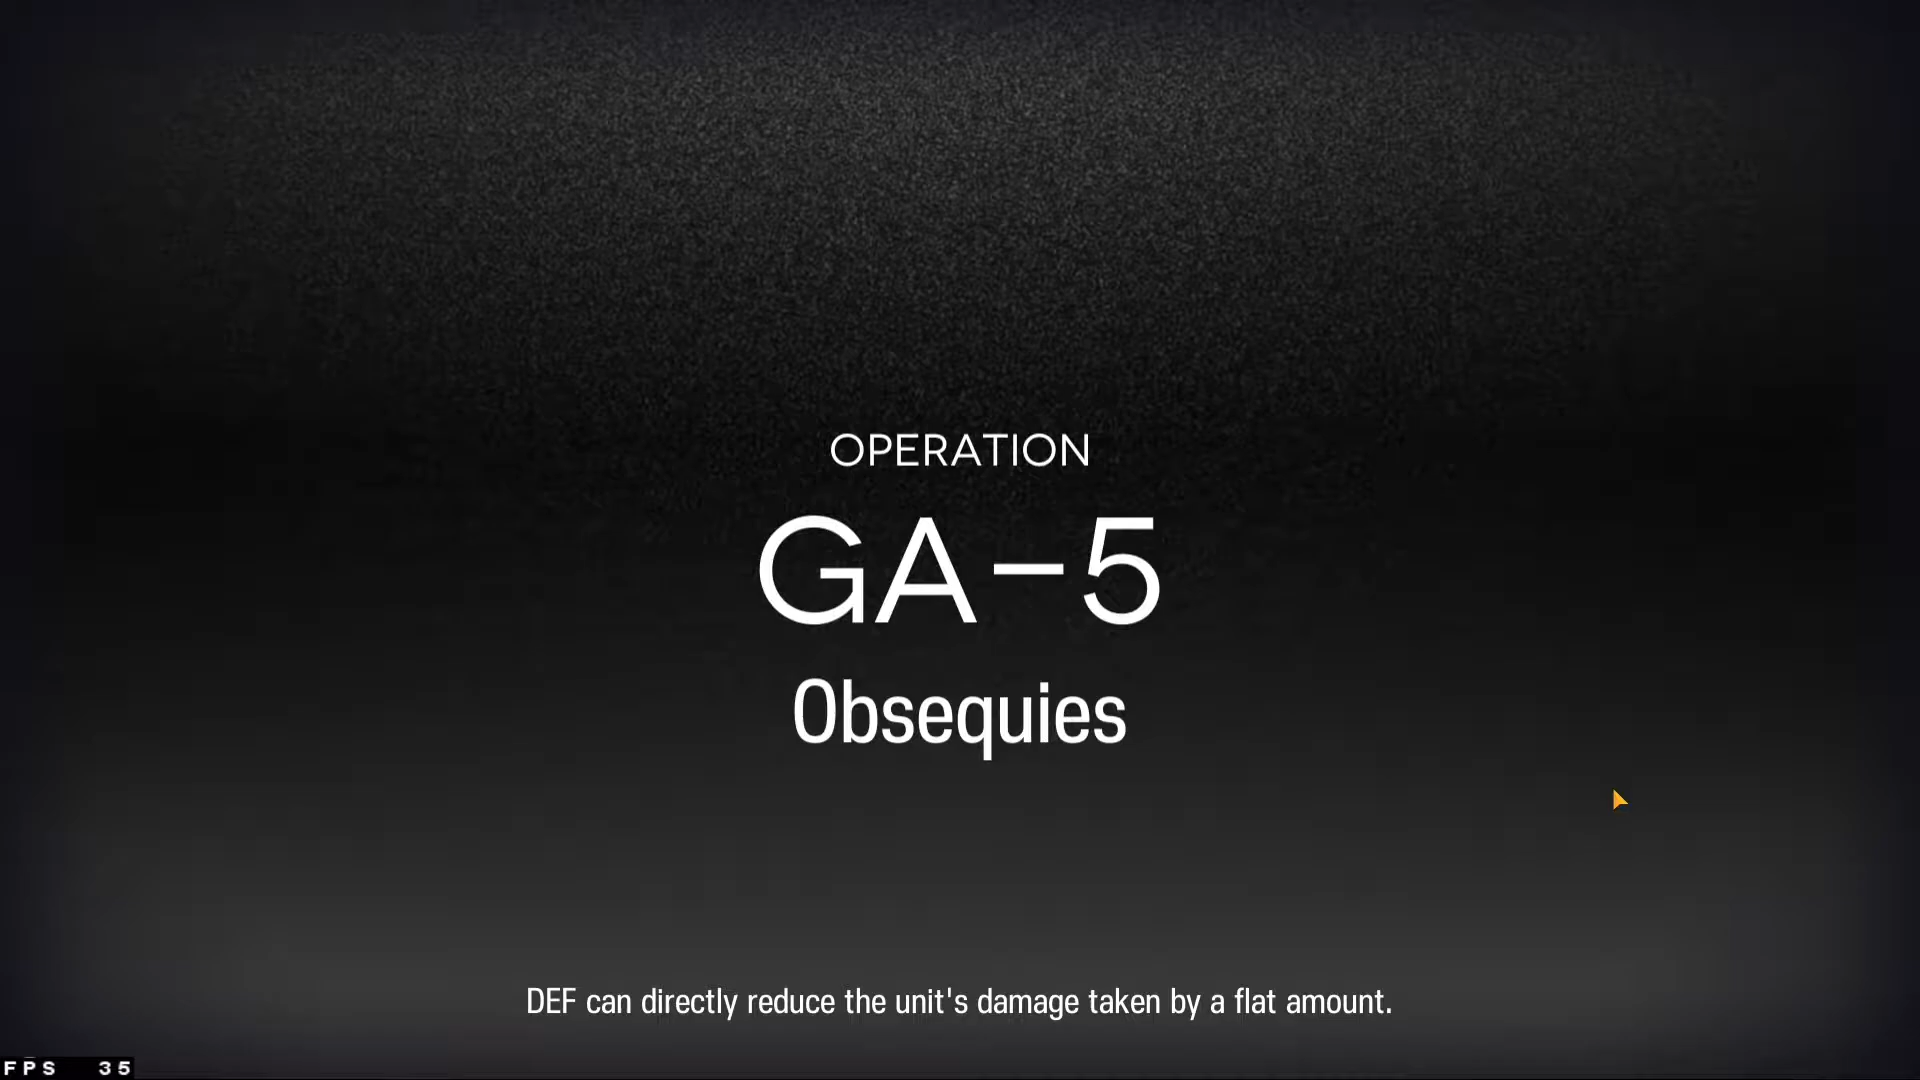 OPERATION
GA-5
Obsequies
DEF can directly reduce the unit's damage taken by a flat amount.
FPS 35